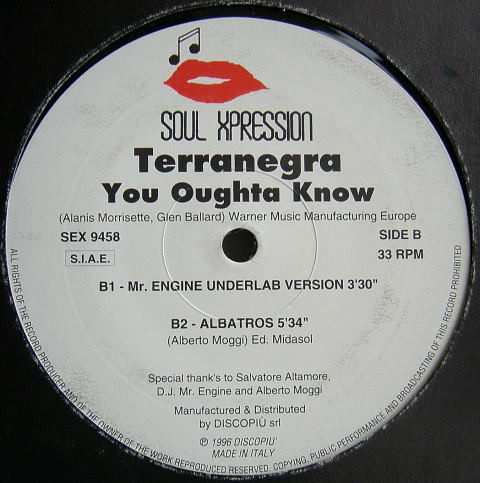 SOUL XPRESSION
Terranegra
You Oughta Know
(Alanis Morrisette, Glen Ballard) Warner Music Manufacturing Europe
SEX 9458
SIDE B
S.I.A.E.
33 RPM
B1 - Mr. ENGINE UNDERLAB VERSION 3'30"
B2 - ALBATROS 5'34"
(Alberto Moggi) Ed. Midasol
Special thank's to Salvatore Altamore,
D.J. Mr. Engine and Alberto Moggi
Manufactured & Distributed
by DISCOPIÙ srl
℗ 1996 DISCOPIU'
MADE IN ITALY
ALL RIGHTS OF THE RECORD PRODUCER AND OF THE OWNER OF THE WORK REPRODUCED RESERVED. COPYING, PUBLIC PERFORMANCE AND BROADCASTING OF THIS RECORD PROHIBITED